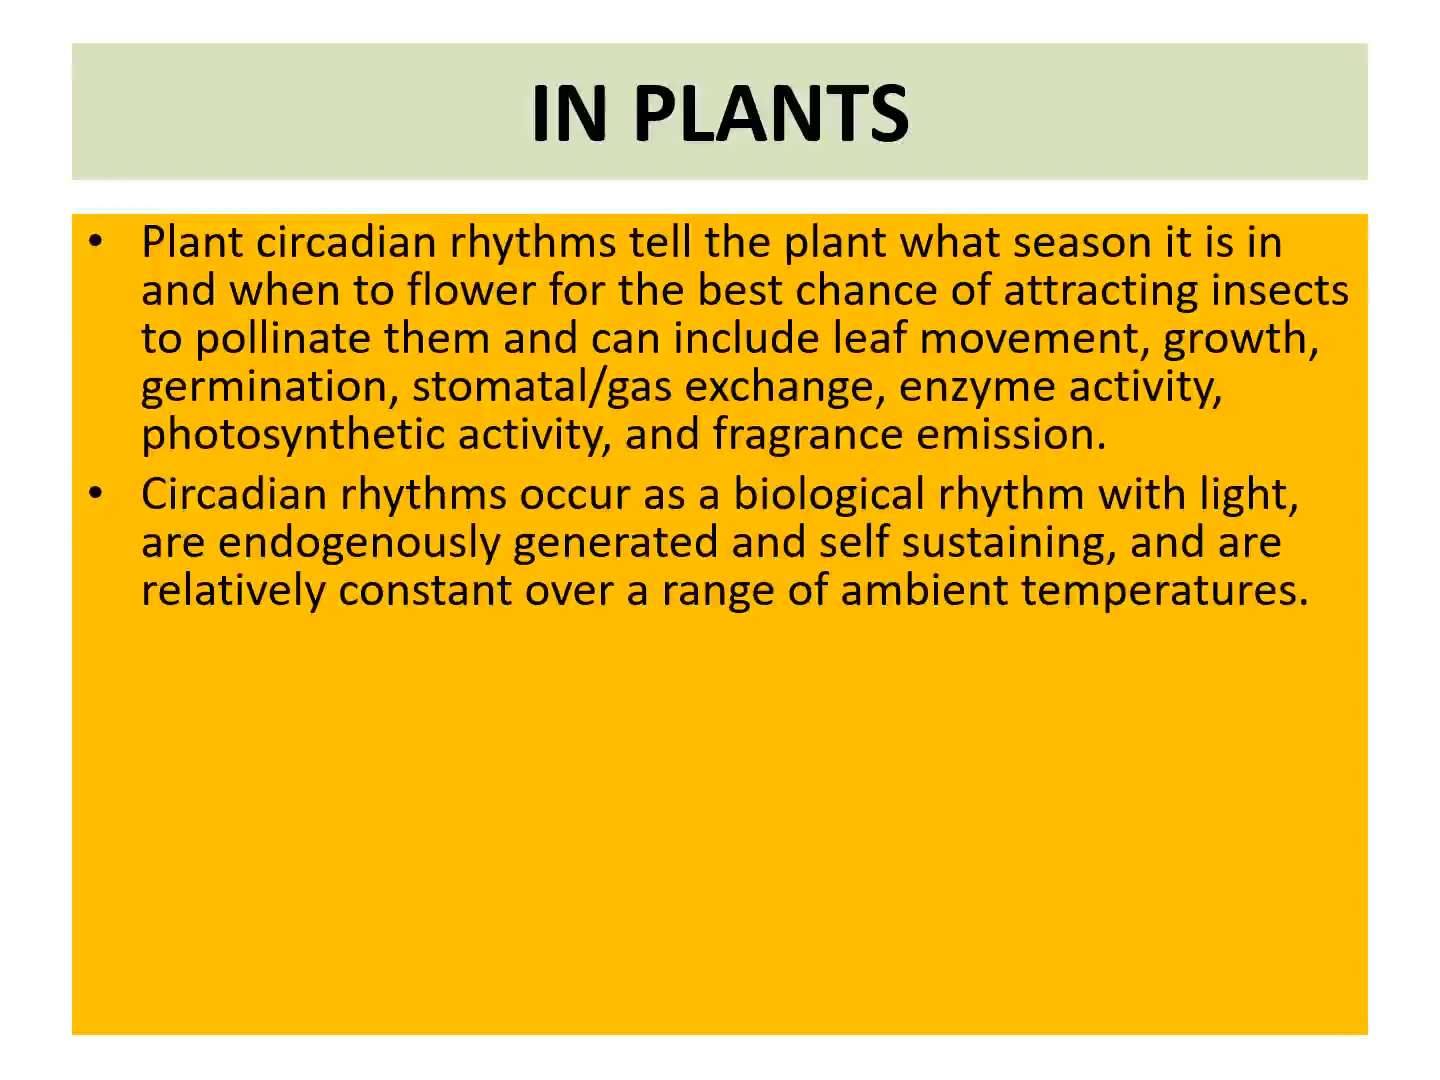 IN PLANTS
• Plant circadian rhythms tell the plant what season it is in
and when to flower for the best chance of attracting insects
to pollinate them and can include leaf movement, growth,
germination, stomatal/gas exchange, enzyme activity,
photosynthetic activity, and fragrance emission.
• Circadian rhythms occur as a biological rhythm with light,
are endogenously generated and self sustaining, and are
relatively constant over a range of ambient temperatures.